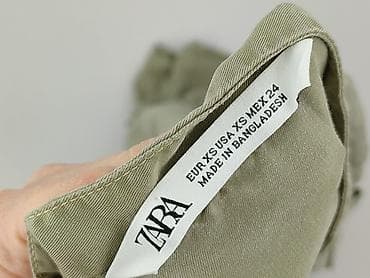 ZARA
EUR XS USA XS MEX 24
MADE IN BANGLADESH